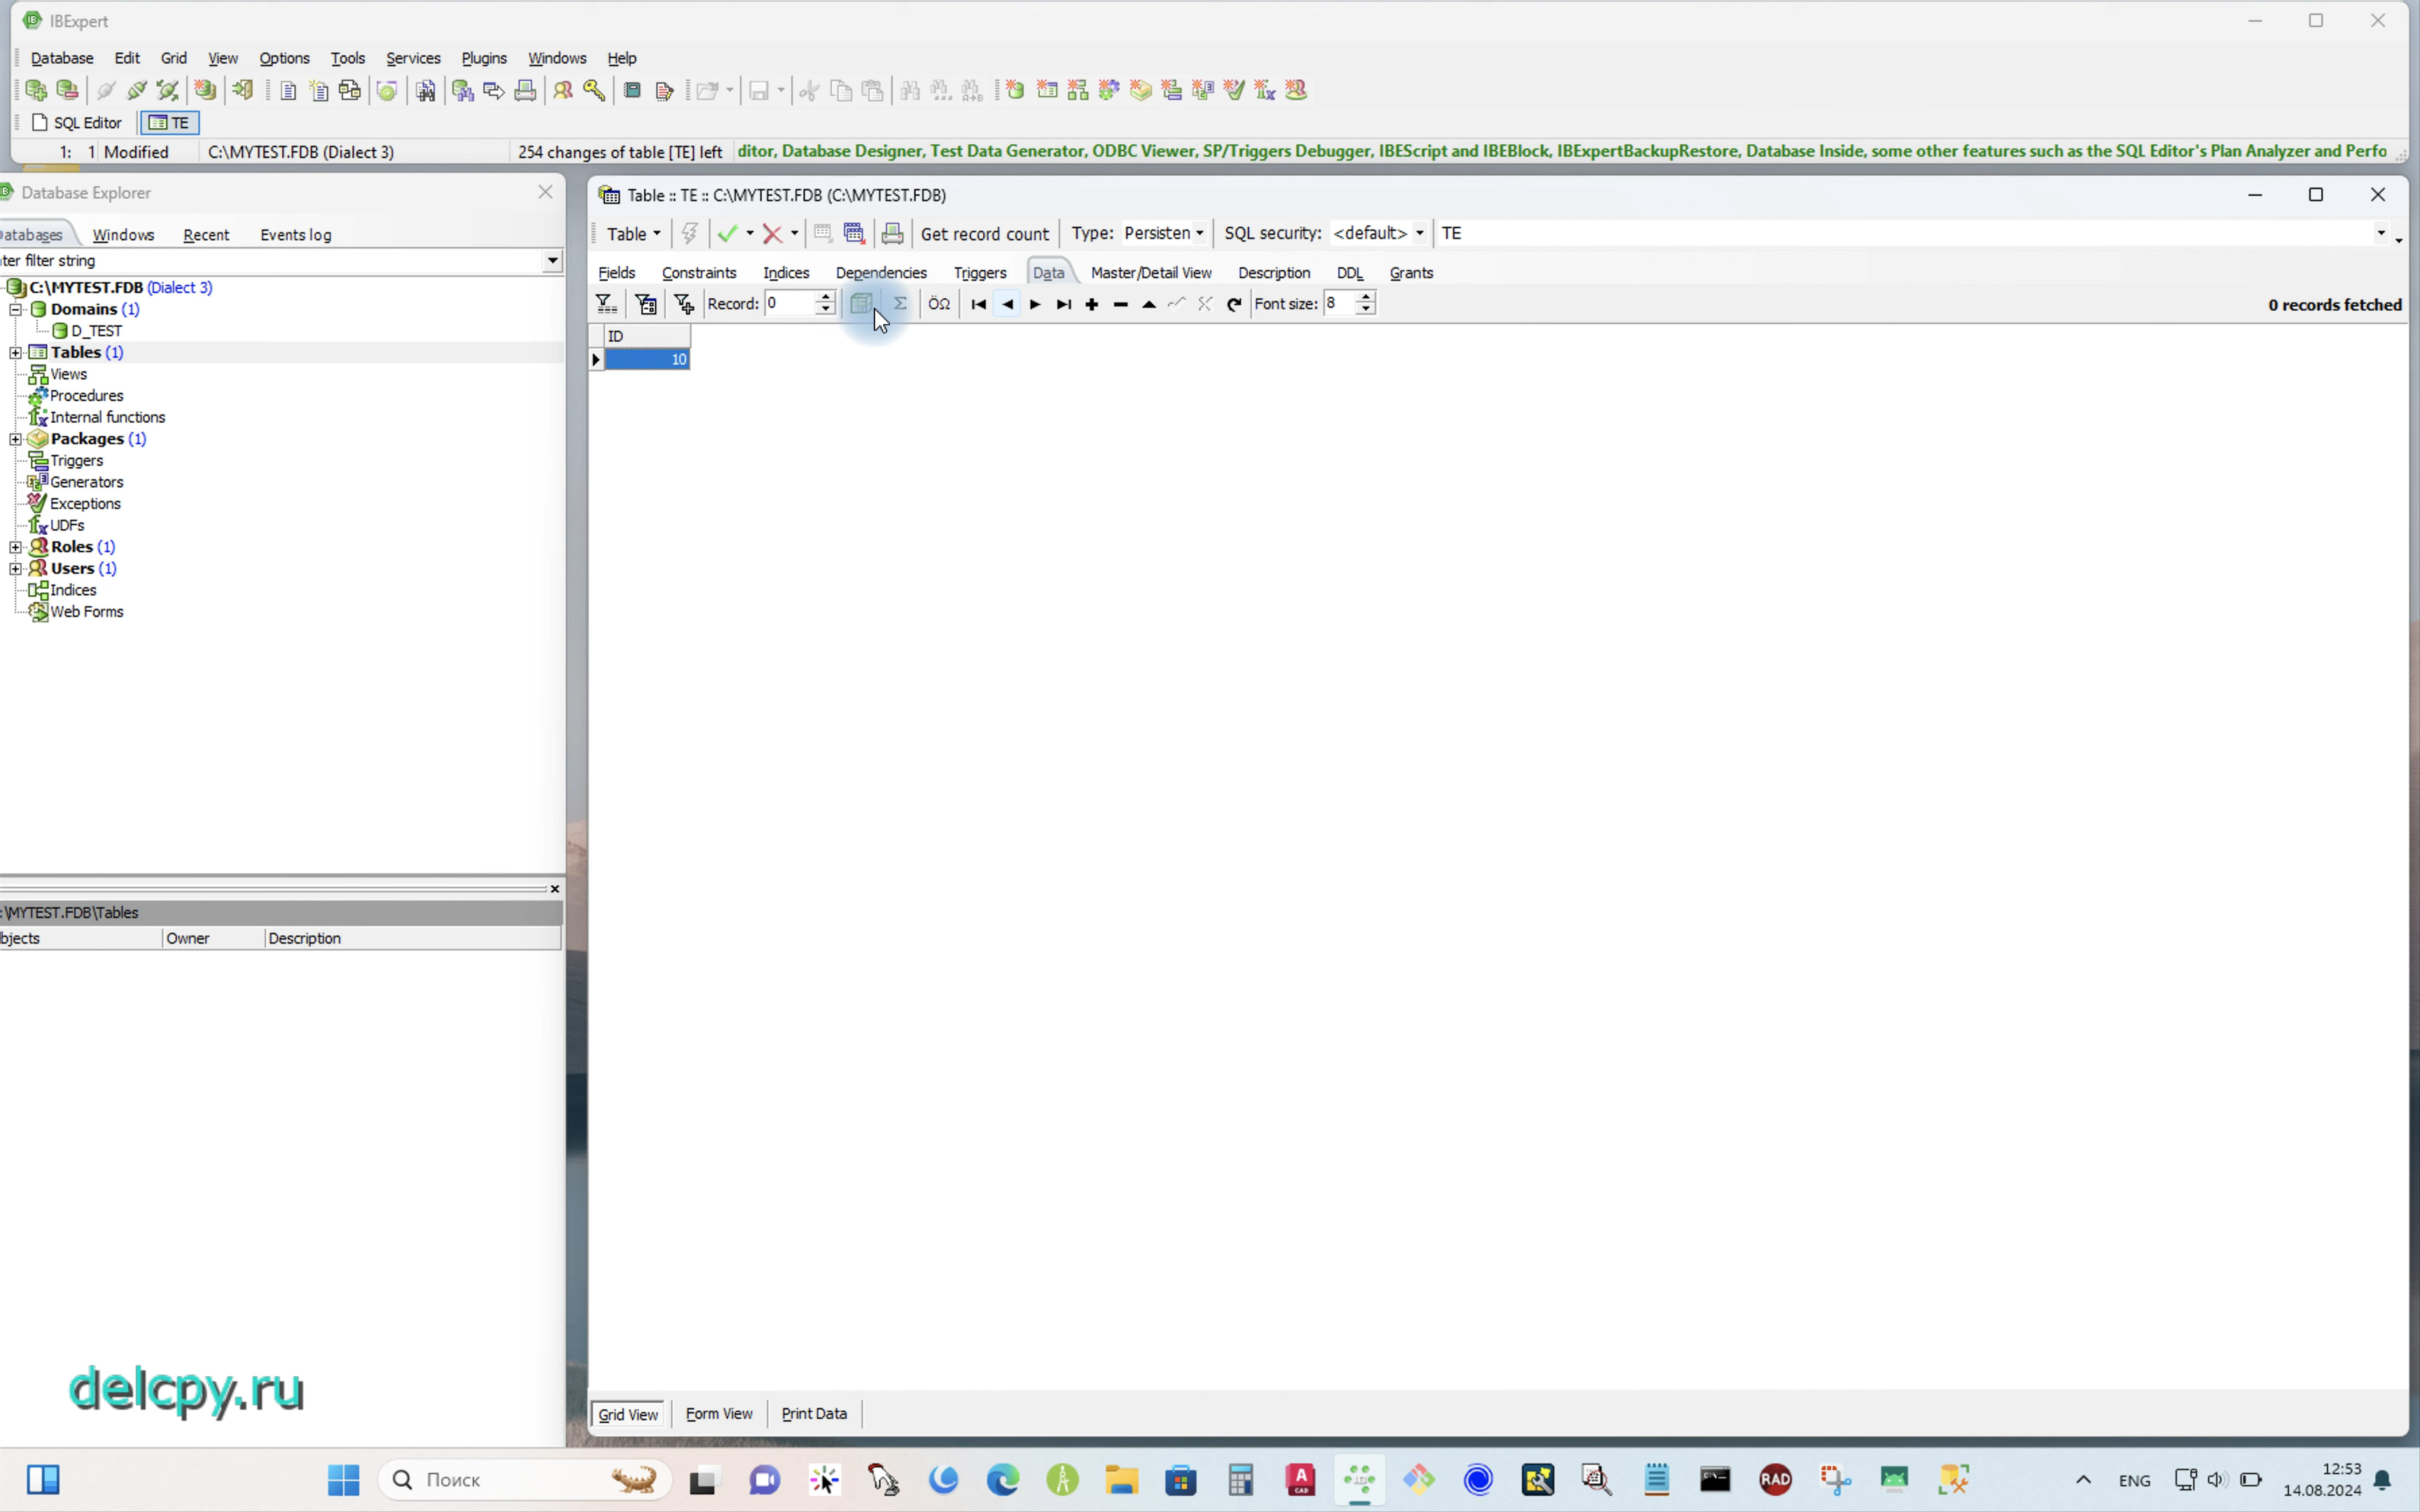 IBExpert
Database Edit Grid View Options Tools Services Plugins Windows Help
SQL Editor TE
1: 1 Modified C:\MYTEST.FDB (Dialect 3) 254 changes of table [TE] left ditor, Database Designer, Test Data Generator, ODBC Viewer, SP/Triggers Debugger, IBEScript and IBEBlock, IBExpertBackupRestore, Database Inside, some other features such as the SQL Editor's Plan Analyzer and Perfo
Database Explorer
atabases Windows Recent Events log
ter filter string
C:\MYTEST.FDB (Dialect 3)
Domains (1)
D_TEST
Tables (1)
Views
Procedures
Internal functions
Packages (1)
Triggers
Generators
Exceptions
UDFs
Roles (1)
Users (1)
Indices
Web Forms
:\MYTEST.FDB\Tables
bjects Owner Description
Table :: TE :: C:\MYTEST.FDB (C:\MYTEST.FDB)
Table Get record count Type: Persisten SQL security: <default> TE
Fields Constraints Indices Dependencies Triggers Data Master/Detail View Description DDL Grants
Record: 0 Σ ÖΩ Font size: 8 0 records fetched
ID
10
Grid View Form View Print Data
delcpy.ru
Поиск
A CAD
RAD
ENG
12:53
14.08.2024